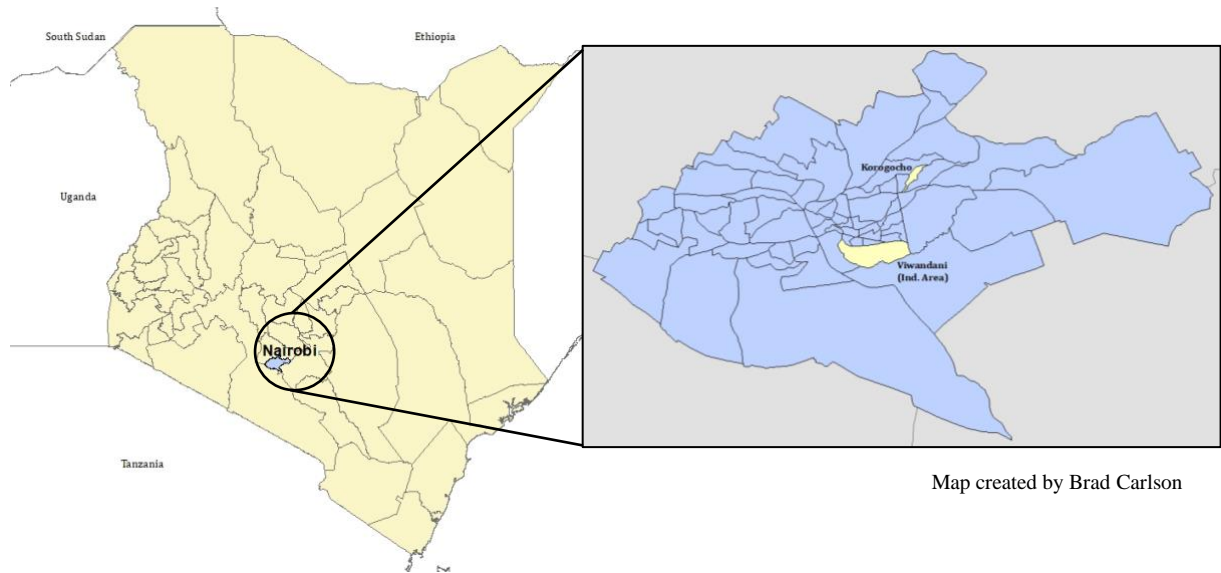 South Sudan
Ethiopia
Uganda
Nairobi
Tanzania
Korogocho
Viwandani
(Ind. Area)
Map created by Brad Carlson